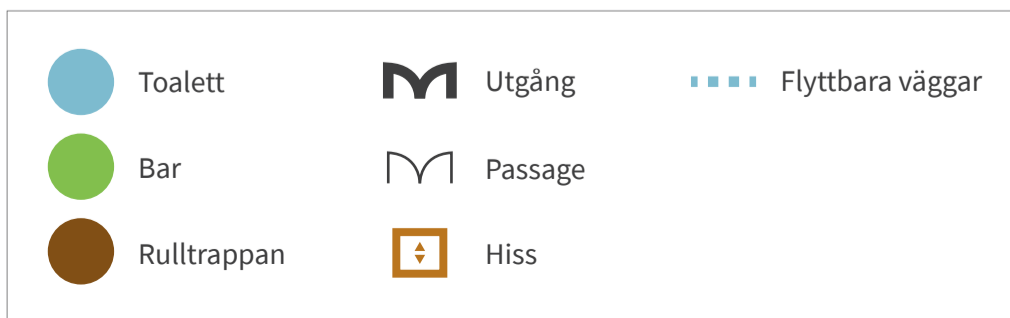 Toalett
Bar
Rulltrappan
Utgång
Passage
Hiss
Flyttbara väggar